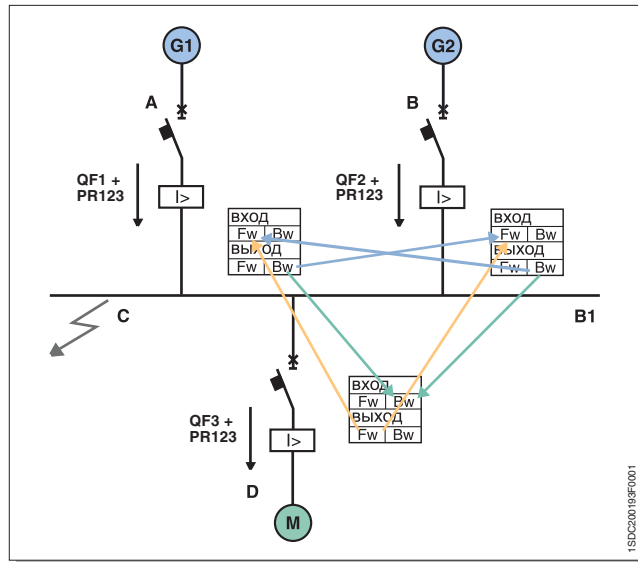 G1
G2
A
B
QF1 +
PR123
I>
QF2 +
PR123
I>
ВХОД
Fw Bw
ВЫХОД
Fw Bw
ВХОД
Fw Bw
ВЫХОД
Fw Bw
C
B1
QF3 +
PR123
I>
ВХОД
Fw Bw
ВЫХОД
Fw Bw
D
M
1SDC200193F0001